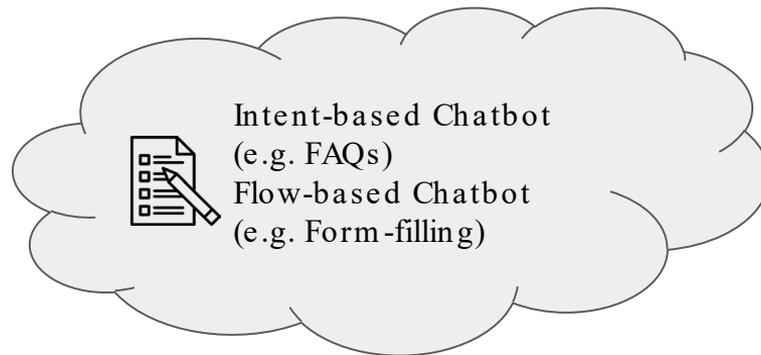 Intent-based Chatbot
(e.g. FAQs)
Flow-based Chatbot
(e.g. Form-filling)